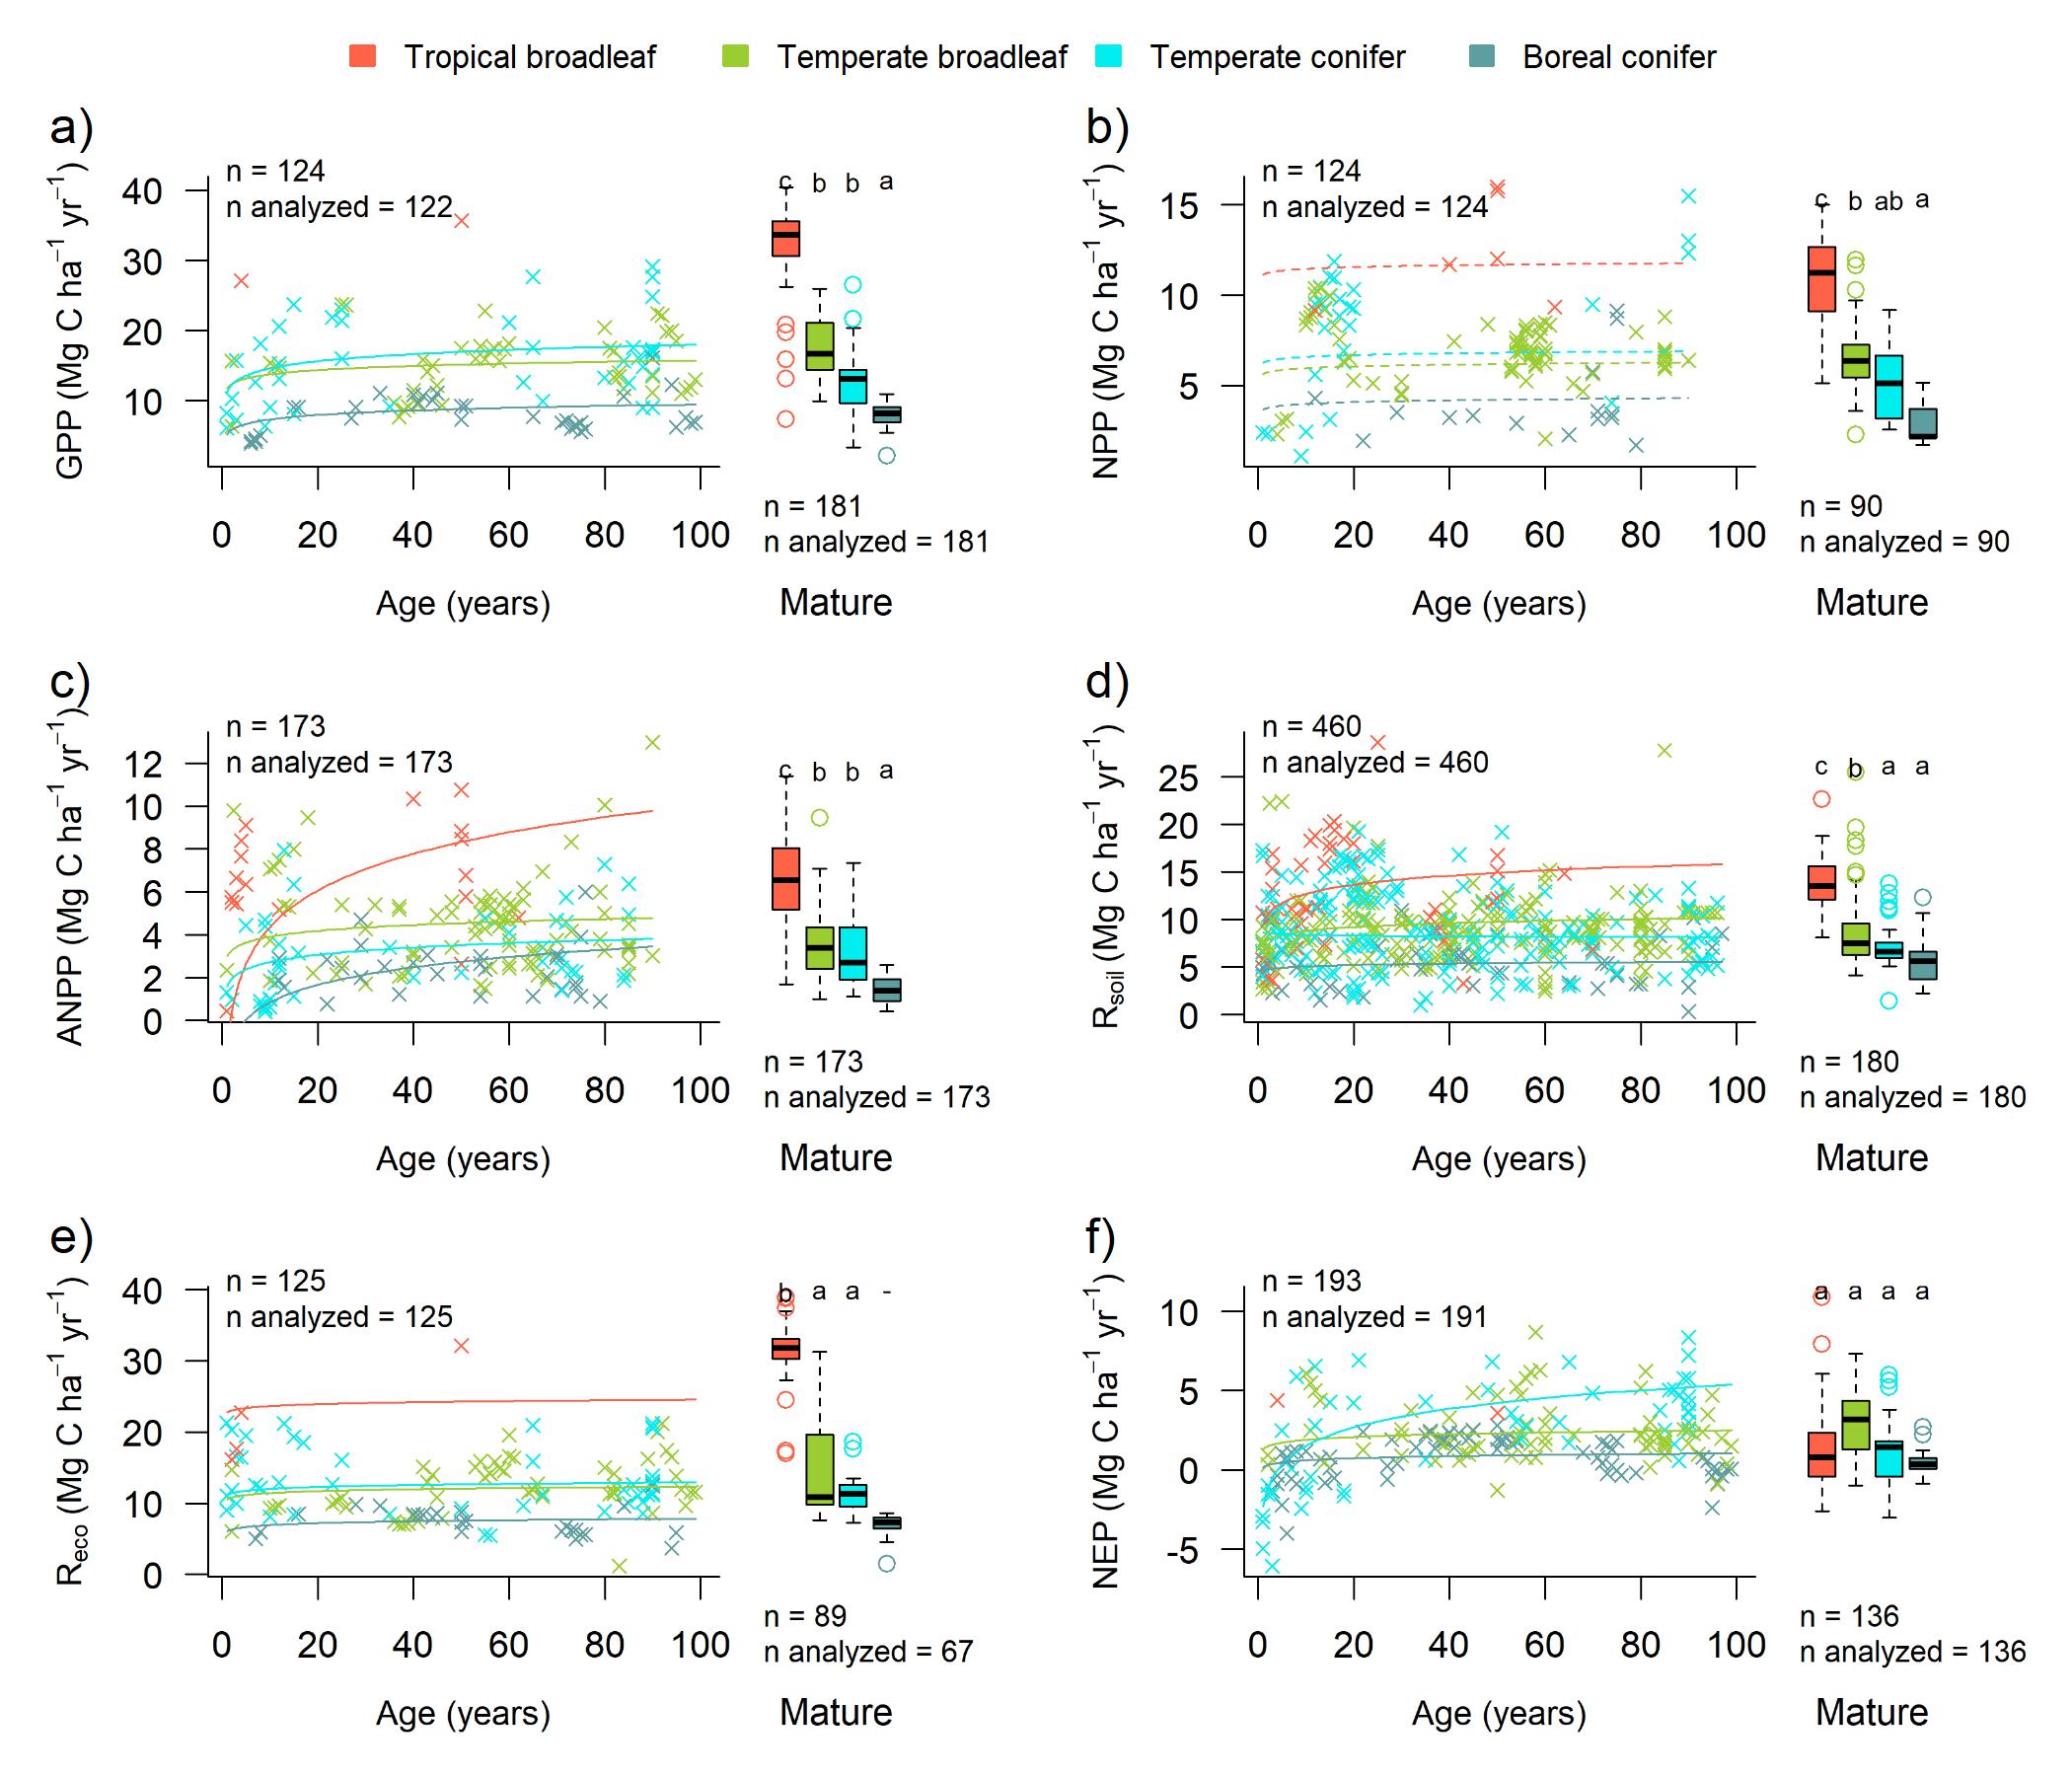 Tropical broadleaf Temperate broadleaf Temperate conifer Boreal conifer
a)
GPP (Mg C ha⁻¹ yr⁻¹)
40
30
20
10
n = 124
n analyzed = 122
c b b a
0 20 40 60 80 100
Age (years)
n = 181
n analyzed = 181
Mature
b)
NPP (Mg C ha⁻¹ yr⁻¹)
15
10
5
n = 124
n analyzed = 124
c b ab a
0 20 40 60 80 100
Age (years)
n = 90
n analyzed = 90
Mature
c)
ANPP (Mg C ha⁻¹ yr⁻¹)
12
10
8
6
4
2
0
n = 173
n analyzed = 173
c b b a
0 20 40 60 80 100
Age (years)
n = 173
n analyzed = 173
Mature
d)
Rsoil (Mg C ha⁻¹ yr⁻¹)
25
20
15
10
5
0
n = 460
n analyzed = 460
c b a a
0 20 40 60 80 100
Age (years)
n = 180
n analyzed = 180
Mature
e)
Reco (Mg C ha⁻¹ yr⁻¹)
40
30
20
10
0
n = 125
n analyzed = 125
b a a -
0 20 40 60 80 100
Age (years)
n = 89
n analyzed = 67
Mature
f)
NEP (Mg C ha⁻¹ yr⁻¹)
10
5
0
-5
n = 193
n analyzed = 191
a a a a
0 20 40 60 80 100
Age (years)
n = 136
n analyzed = 136
Mature